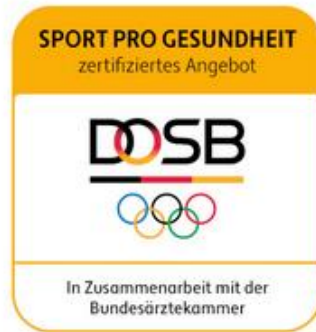 SPORT PRO GESUNDHEIT
zertifiziertes Angebot
DOSB
In Zusammenarbeit mit der
Bundesärztekammer